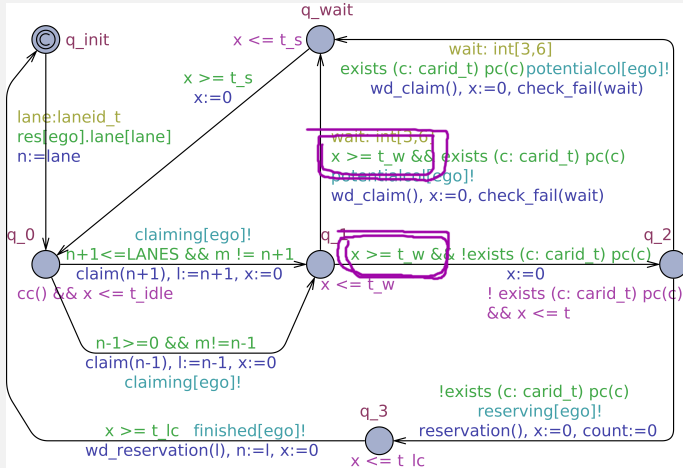 q_wait
q_init
x <= t_s
wait: int[3,6]
exists (c: carid_t) pc(c)potentialcol[ego]!
wd_claim(), x:=0, check_fail(wait)
x >= t_s
x:=0
lane:laneid_t
res[ego].lane[lane]
n:=lane
wait: int[3,6]
x >= t_w && exists (c: carid_t) pc(c)
potentialcol[ego]!
wd_claim(), x:=0, check_fail(wait)
q_0
claiming[ego]!
q_1
q_2
n+1<=LANES && m != n+1
x >= t_w && !exists (c: carid_t) pc(c)
claim(n+1), l:=n+1, x:=0
x:=0
cc() && x <= t_idle
x <= t_w
! exists (c: carid_t) pc(c)
&& x <= t
n-1>=0 && m!=n-1
claim(n-1), l:=n-1, x:=0
claiming[ego]!
!exists (c: carid_t) pc(c)
q_3
reserving[ego]!
x >= t_lc finished[ego]!
reservation(), x:=0, count:=0
wd_reservation(l), n:=l, x:=0
x <= t_lc